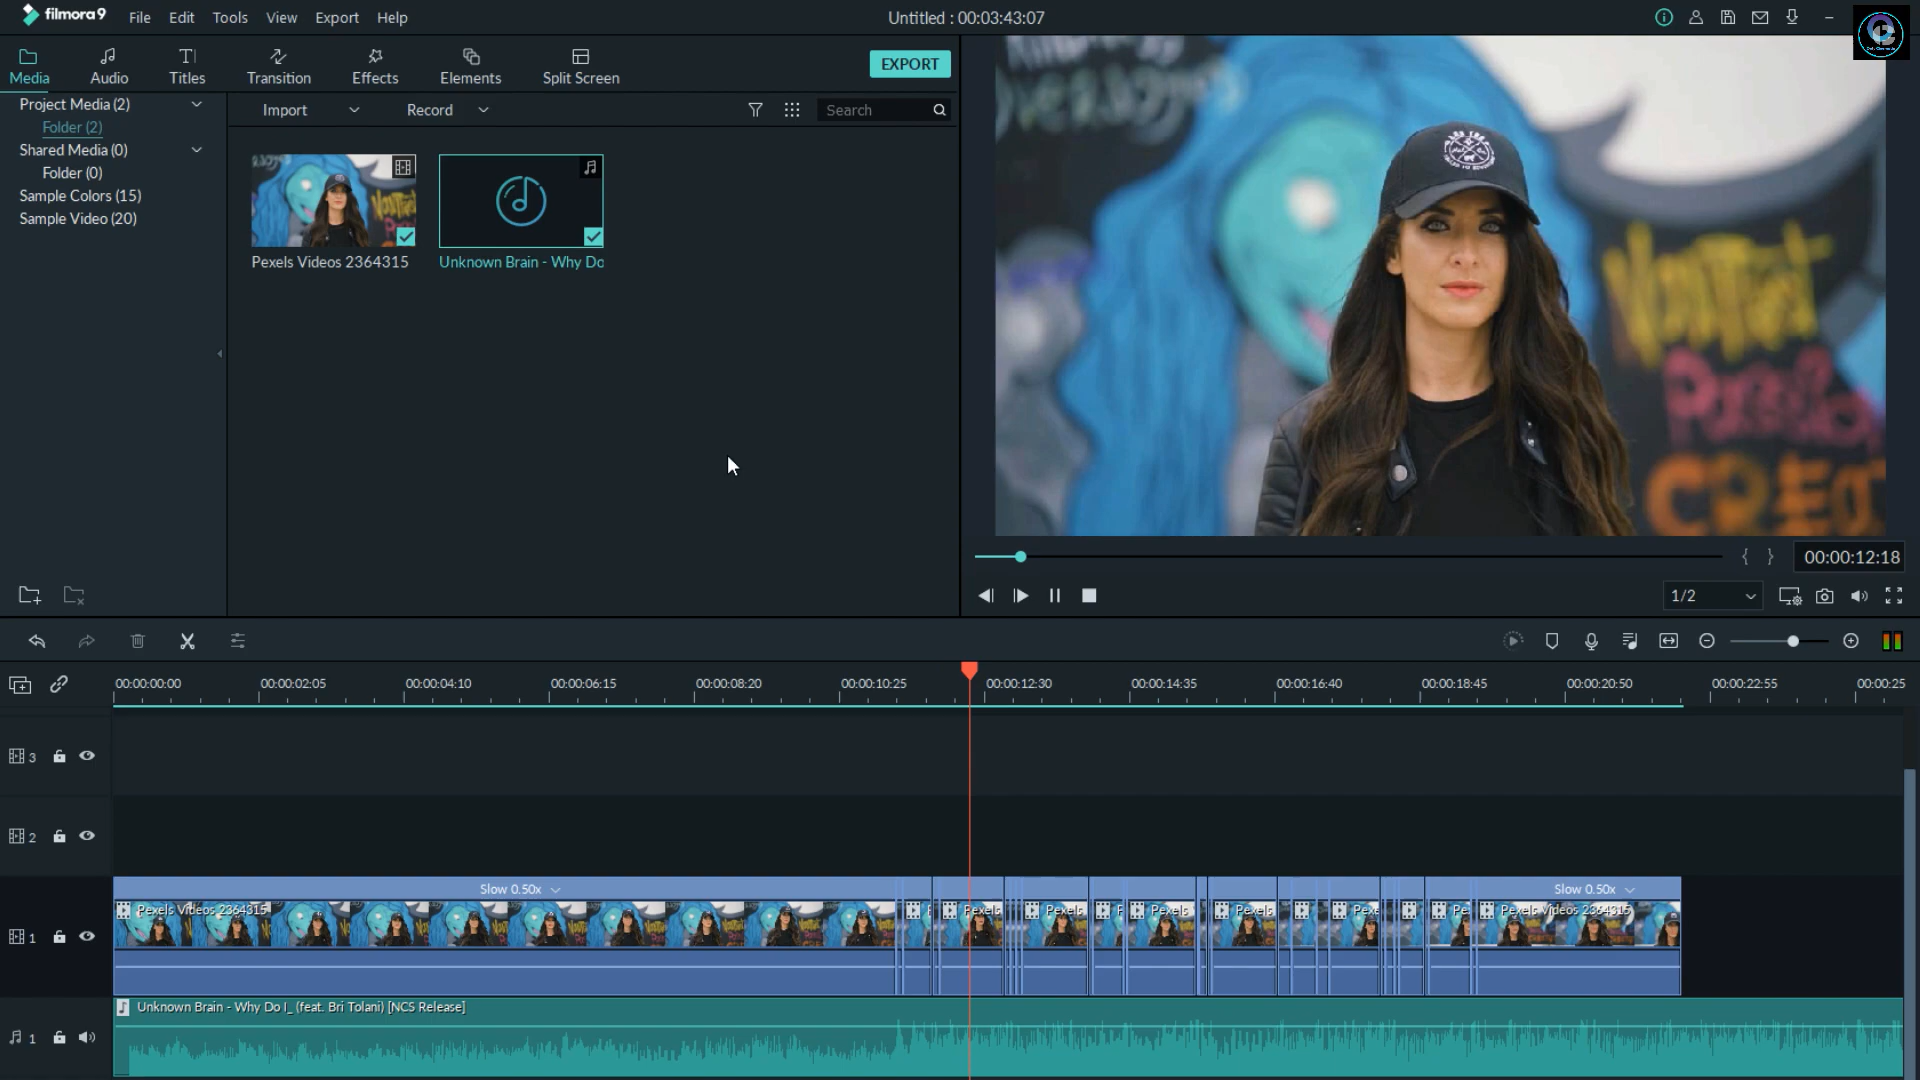 filmora9
File Edit Tools View Export Help
Untitled : 00:03:43:07
Media
Audio
Titles
Transition
Effects
Elements
Split Screen
EXPORT
Project Media (2)
Folder (2)
Shared Media (0)
Folder (0)
Sample Colors (15)
Sample Video (20)
Import
Record
Search
Pexels Videos 2364315
Unknown Brain - Why Do
00:00:12:18
1/2
00:00:00:00 00:00:02:05 00:00:04:10 00:00:06:15 00:00:08:20 00:00:10:25 00:00:12:30 00:00:14:35 00:00:16:40 00:00:18:45 00:00:20:50 00:00:22:55 00:00:25
3
2
Slow 0.50x
Slow 0.50x
Pexels Videos 2364315
Pexels
Pexels
Pexels
Pexels
Pexe
Pe
Pexels Videos 2364315
1
Unknown Brain - Why Do I_ (feat. Bri Tolani) [NCS Release]
1